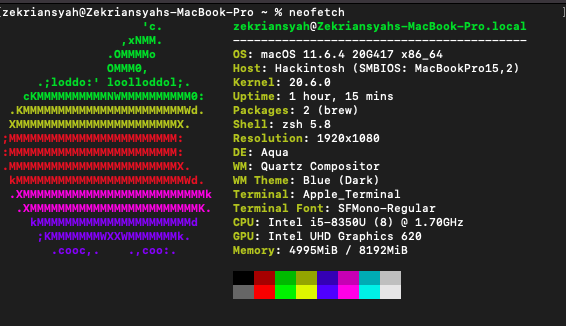 [zekriansyah@Zekriansyahs-MacBook-Pro ~ % neofetch ]
'c. zekriansyah@Zekriansyahs-MacBook-Pro.local
,xNMM. ------------------------------------------
.OMMMMo OS: macOS 11.6.4 20G417 x86_64
OMMM0, Host: Hackintosh (SMBIOS: MacBookPro15,2)
.;loddo:' loolloddol;. Kernel: 20.6.0
cKMMMMMMMMMMNWMMMMMMMMMM0: Uptime: 1 hour, 15 mins
.KMMMMMMMMMMMMMMMMMMMMMMMWd. Packages: 2 (brew)
XMMMMMMMMMMMMMMMMMMMMMMMX. Shell: zsh 5.8
;MMMMMMMMMMMMMMMMMMMMMMMM: Resolution: 1920x1080
:MMMMMMMMMMMMMMMMMMMMMMMM: DE: Aqua
.MMMMMMMMMMMMMMMMMMMMMMMMX. WM: Quartz Compositor
kMMMMMMMMMMMMMMMMMMMMMMMMWd. WM Theme: Blue (Dark)
.XMMMMMMMMMMMMMMMMMMMMMMMMMMk Terminal: Apple_Terminal
.XMMMMMMMMMMMMMMMMMMMMMMMMK. Terminal Font: SFMono-Regular
kMMMMMMMMMMMMMMMMMMMMMMd CPU: Intel i5-8350U (8) @ 1.70GHz
;KMMMMMMMWXXWMMMMMMMk. GPU: Intel UHD Graphics 620
.cooc,. .,coo:. Memory: 4995MiB / 8192MiB